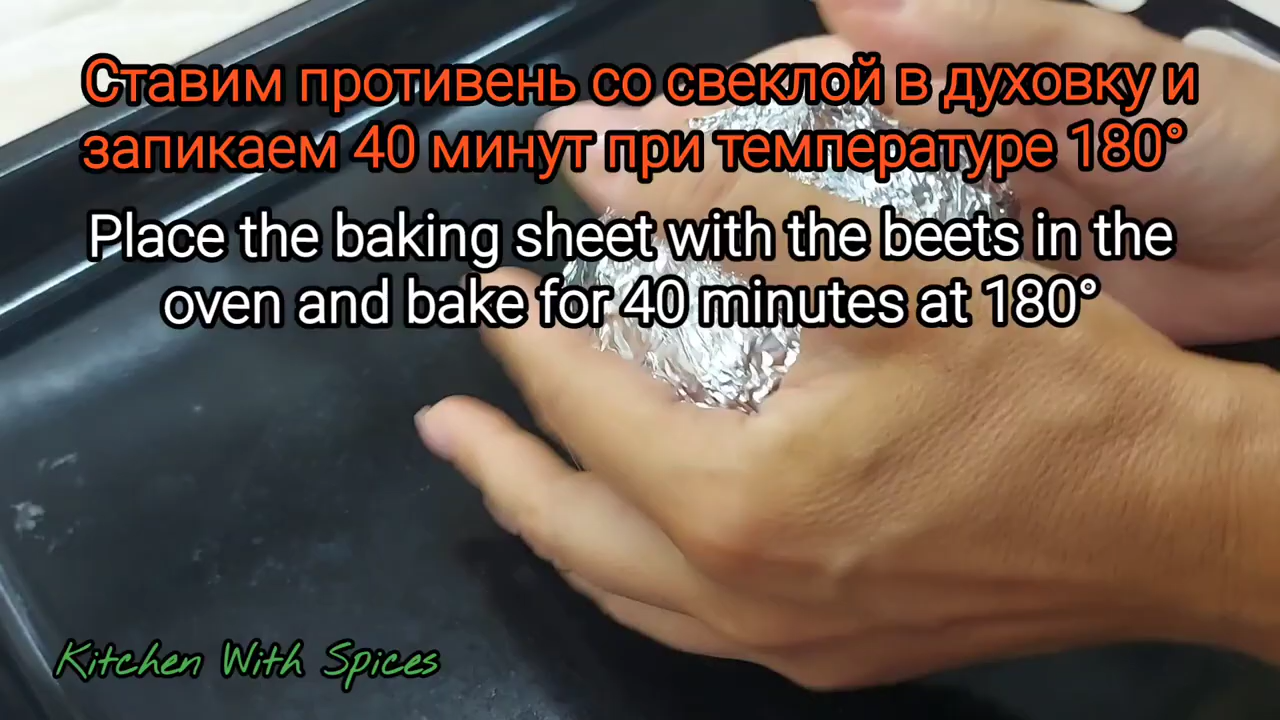 Ставим противень со свеклой в духовку и
запикаем 40 минут при температуре 180°
Place the baking sheet with the beets in the
oven and bake for 40 minutes at 180°
Kitchen With Spices